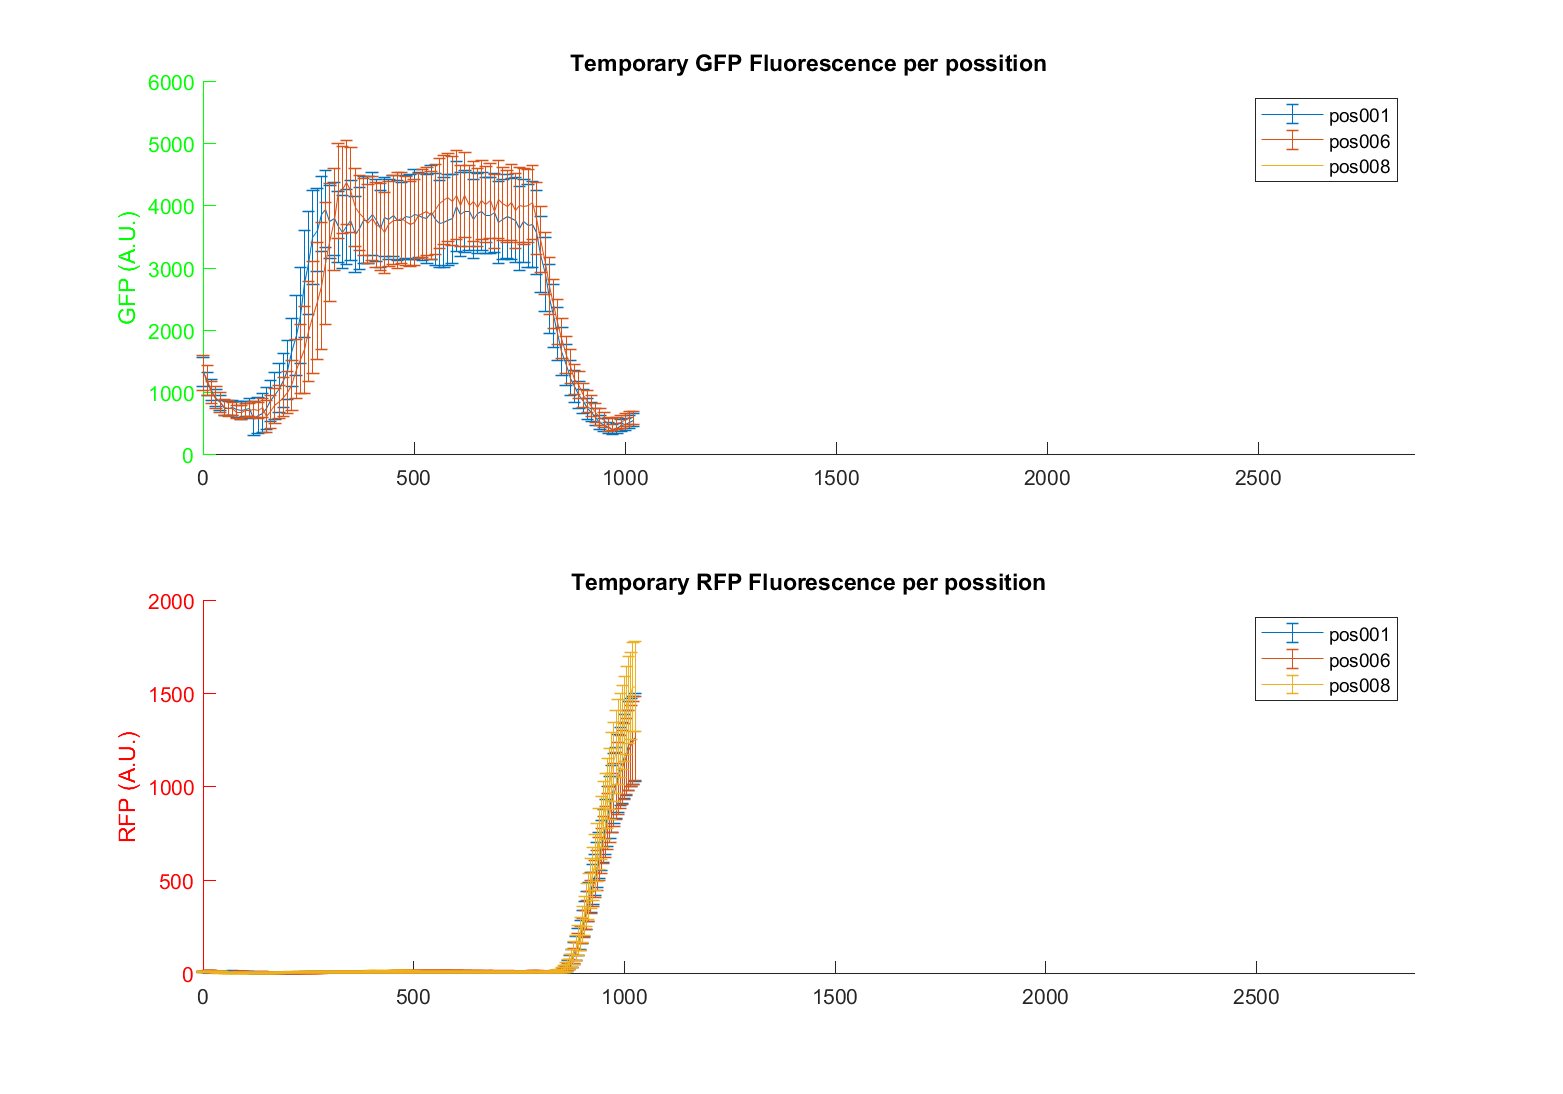 Temporary GFP Fluorescence per possition
6000
5000
4000
3000
2000
1000
0
GFP (A.U.)
pos001
pos006
pos008
0 500 1000 1500 2000 2500
Temporary RFP Fluorescence per possition
2000
1500
1000
500
0
RFP (A.U.)
pos001
pos006
pos008
0 500 1000 1500 2000 2500